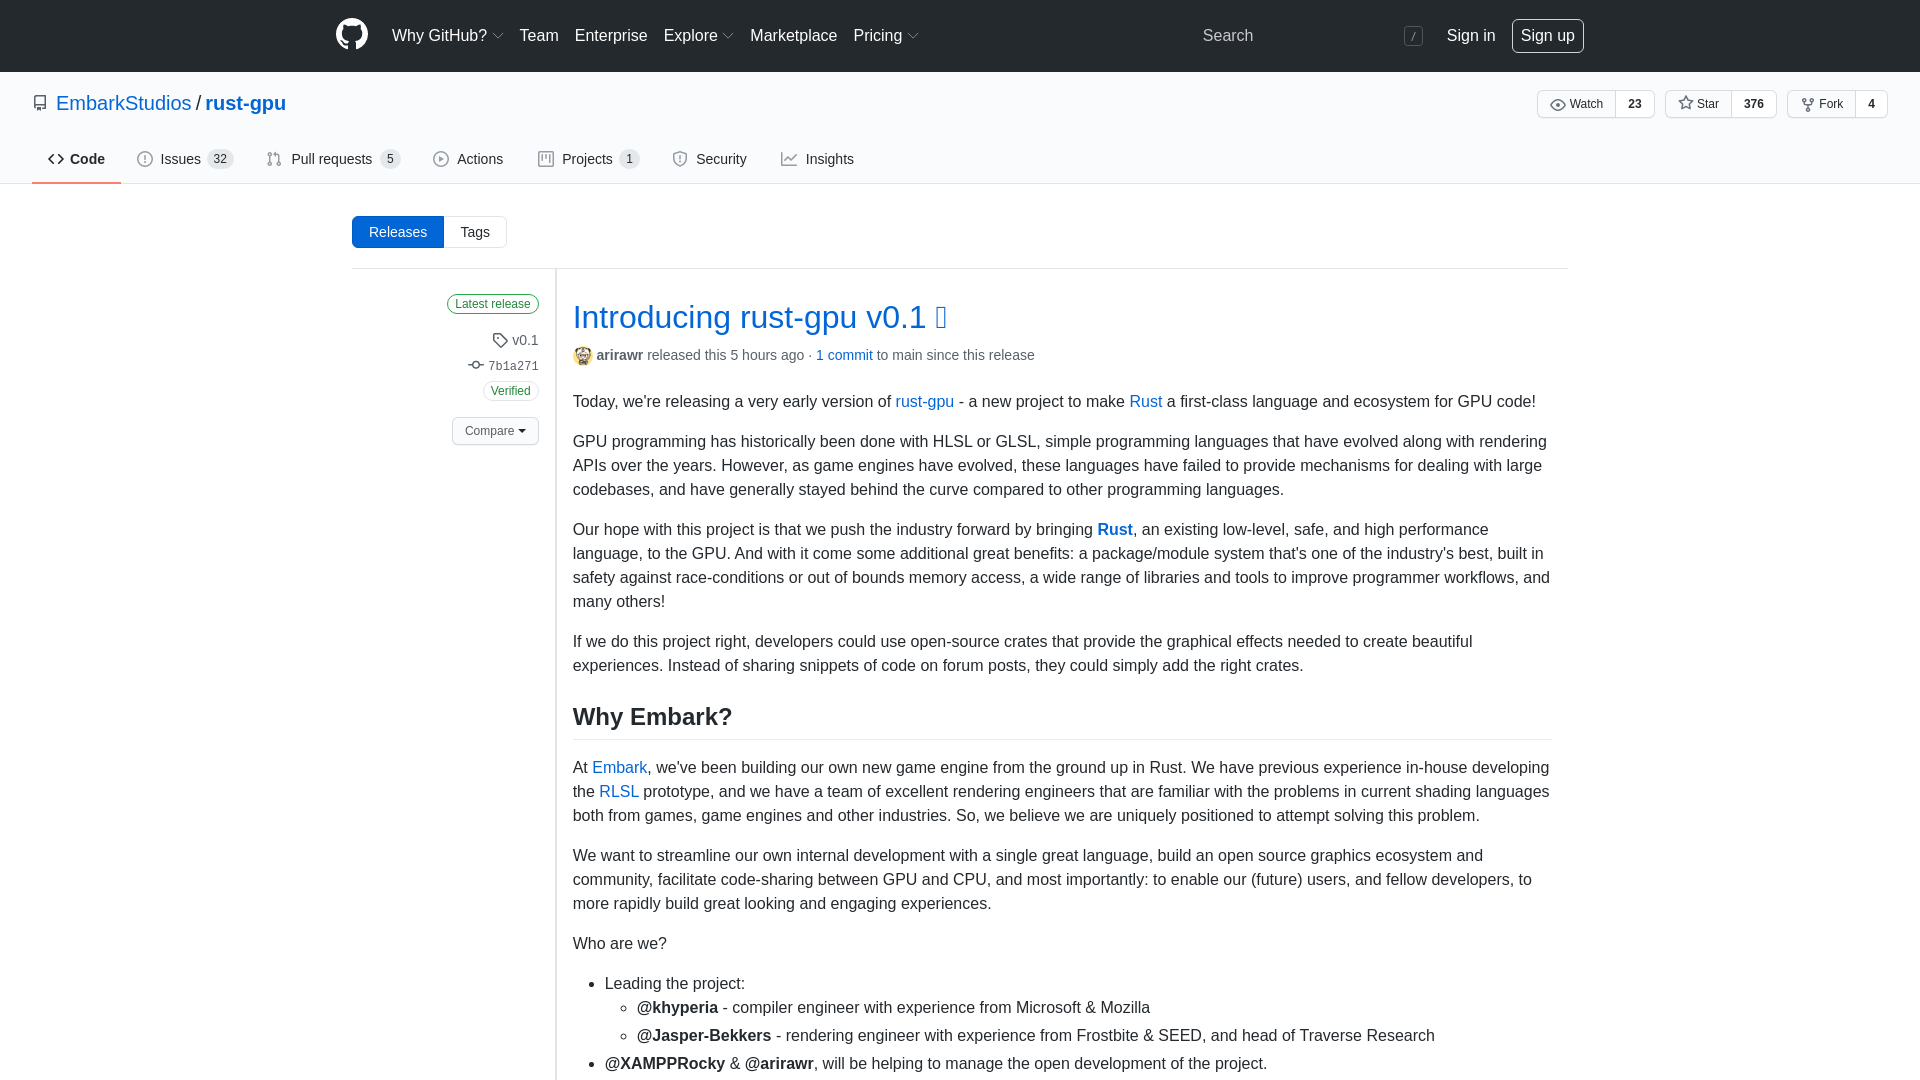 Why GitHub? Team Enterprise Explore Marketplace Pricing Search / Sign in Sign up
EmbarkStudios / rust-gpu Watch 23 Star 376 Fork 4
Code Issues 32 Pull requests 5 Actions Projects 1 Security Insights
Releases Tags
Latest release
v0.1
7b1a271
Verified
Compare
Introducing rust-gpu v0.1
arirawr released this 5 hours ago · 1 commit to main since this release
Today, we're releasing a very early version of rust-gpu - a new project to make Rust a first-class language and ecosystem for GPU code!
GPU programming has historically been done with HLSL or GLSL, simple programming languages that have evolved along with rendering
APIs over the years. However, as game engines have evolved, these languages have failed to provide mechanisms for dealing with large
codebases, and have generally stayed behind the curve compared to other programming languages.
Our hope with this project is that we push the industry forward by bringing Rust, an existing low-level, safe, and high performance
language, to the GPU. And with it come some additional great benefits: a package/module system that's one of the industry's best, built in
safety against race-conditions or out of bounds memory access, a wide range of libraries and tools to improve programmer workflows, and
many others!
If we do this project right, developers could use open-source crates that provide the graphical effects needed to create beautiful
experiences. Instead of sharing snippets of code on forum posts, they could simply add the right crates.
Why Embark?
At Embark, we've been building our own new game engine from the ground up in Rust. We have previous experience in-house developing
the RLSL prototype, and we have a team of excellent rendering engineers that are familiar with the problems in current shading languages
both from games, game engines and other industries. So, we believe we are uniquely positioned to attempt solving this problem.
We want to streamline our own internal development with a single great language, build an open source graphics ecosystem and
community, facilitate code-sharing between GPU and CPU, and most importantly: to enable our (future) users, and fellow developers, to
more rapidly build great looking and engaging experiences.
Who are we?
Leading the project:
@khyperia - compiler engineer with experience from Microsoft & Mozilla
@Jasper-Bekkers - rendering engineer with experience from Frostbite & SEED, and head of Traverse Research
@XAMPPRocky & @arirawr, will be helping to manage the open development of the project.